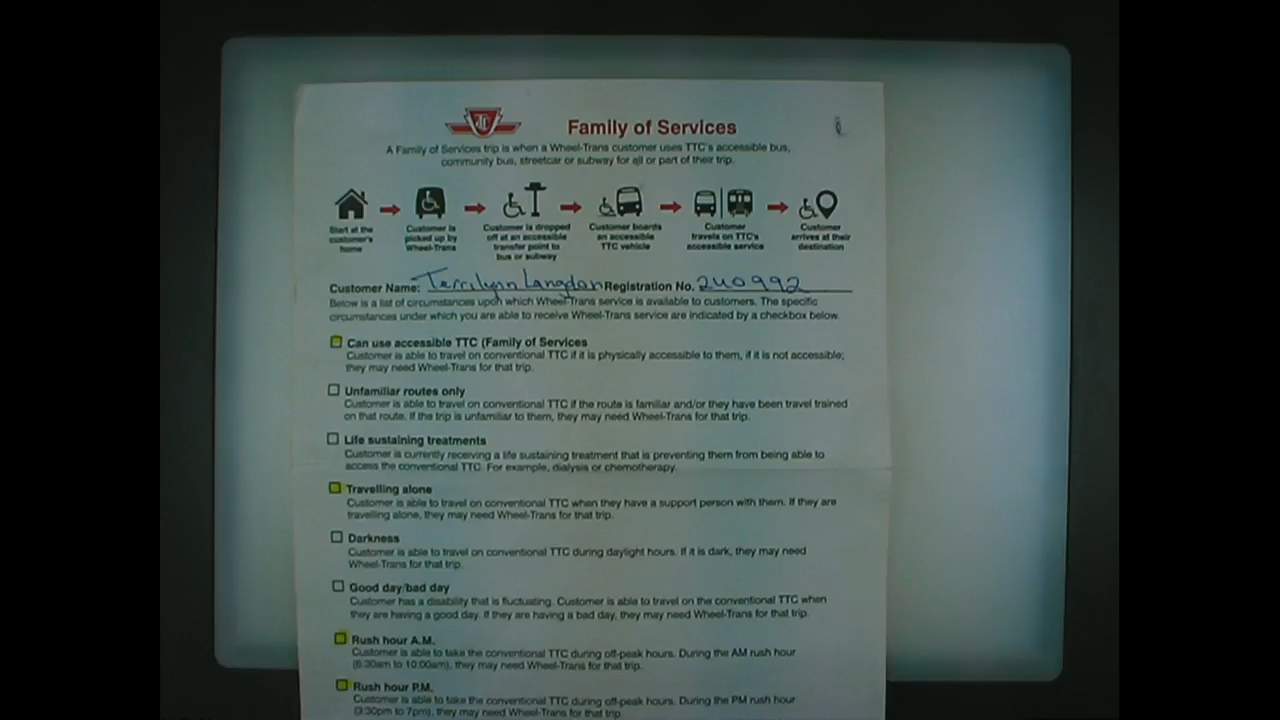 TTC
Family of Services
A Family of Services trip is when a Wheel-Trans customer uses TTC's accessible bus,
community bus, streetcar or subway for all or part of their trip.
Start at the
customer's
home
Customer is
picked up by
Wheel-Trans
Customer is dropped
off at an accessible
transfer point to
bus or subway
Customer boards
an accessible
TTC vehicle
Customer
travels on TTC's
accessible service
Customer
arrives at their
destination
Customer Name: Terrilynn Langdon Registration No. 240992
Below is a list of circumstances upon which Wheel-Trans service is available to customers. The specific
circumstances under which you are able to receive Wheel-Trans service are indicated by a checkbox below.
Can use accessible TTC (Family of Services
Customer is able to travel on conventional TTC if it is physically accessible to them, if it is not accessible;
they may need Wheel-Trans for that trip.
Unfamiliar routes only
Customer is able to travel on conventional TTC if the route is familiar and/or they have been travel trained
on that route. If the trip is unfamiliar to them, they may need Wheel-Trans for that trip.
Life sustaining treatments
Customer is currently receiving a life sustaining treatment that is preventing them from being able to
access the conventional TTC. For example, dialysis or chemotherapy.
Travelling alone
Customer is able to travel on conventional TTC when they have a support person with them. If they are
travelling alone, they may need Wheel-Trans for that trip.
Darkness
Customer is able to travel on conventional TTC during daylight hours. If it is dark, they may need
Wheel-Trans for that trip.
Good day/bad day
Customer has a disability that is fluctuating. Customer is able to travel on the conventional TTC when
they are having a good day. If they are having a bad day, they may need Wheel-Trans for that trip.
Rush hour A.M.
Customer is able to take the conventional TTC during off-peak hours. During the AM rush hour
(6:30am to 10:00am), they may need Wheel-Trans for that trip.
Rush hour P.M.
Customer is able to take the conventional TTC during off-peak hours. During the PM rush hour
(3:30pm to 7pm), they may need Wheel-Trans for that trip.